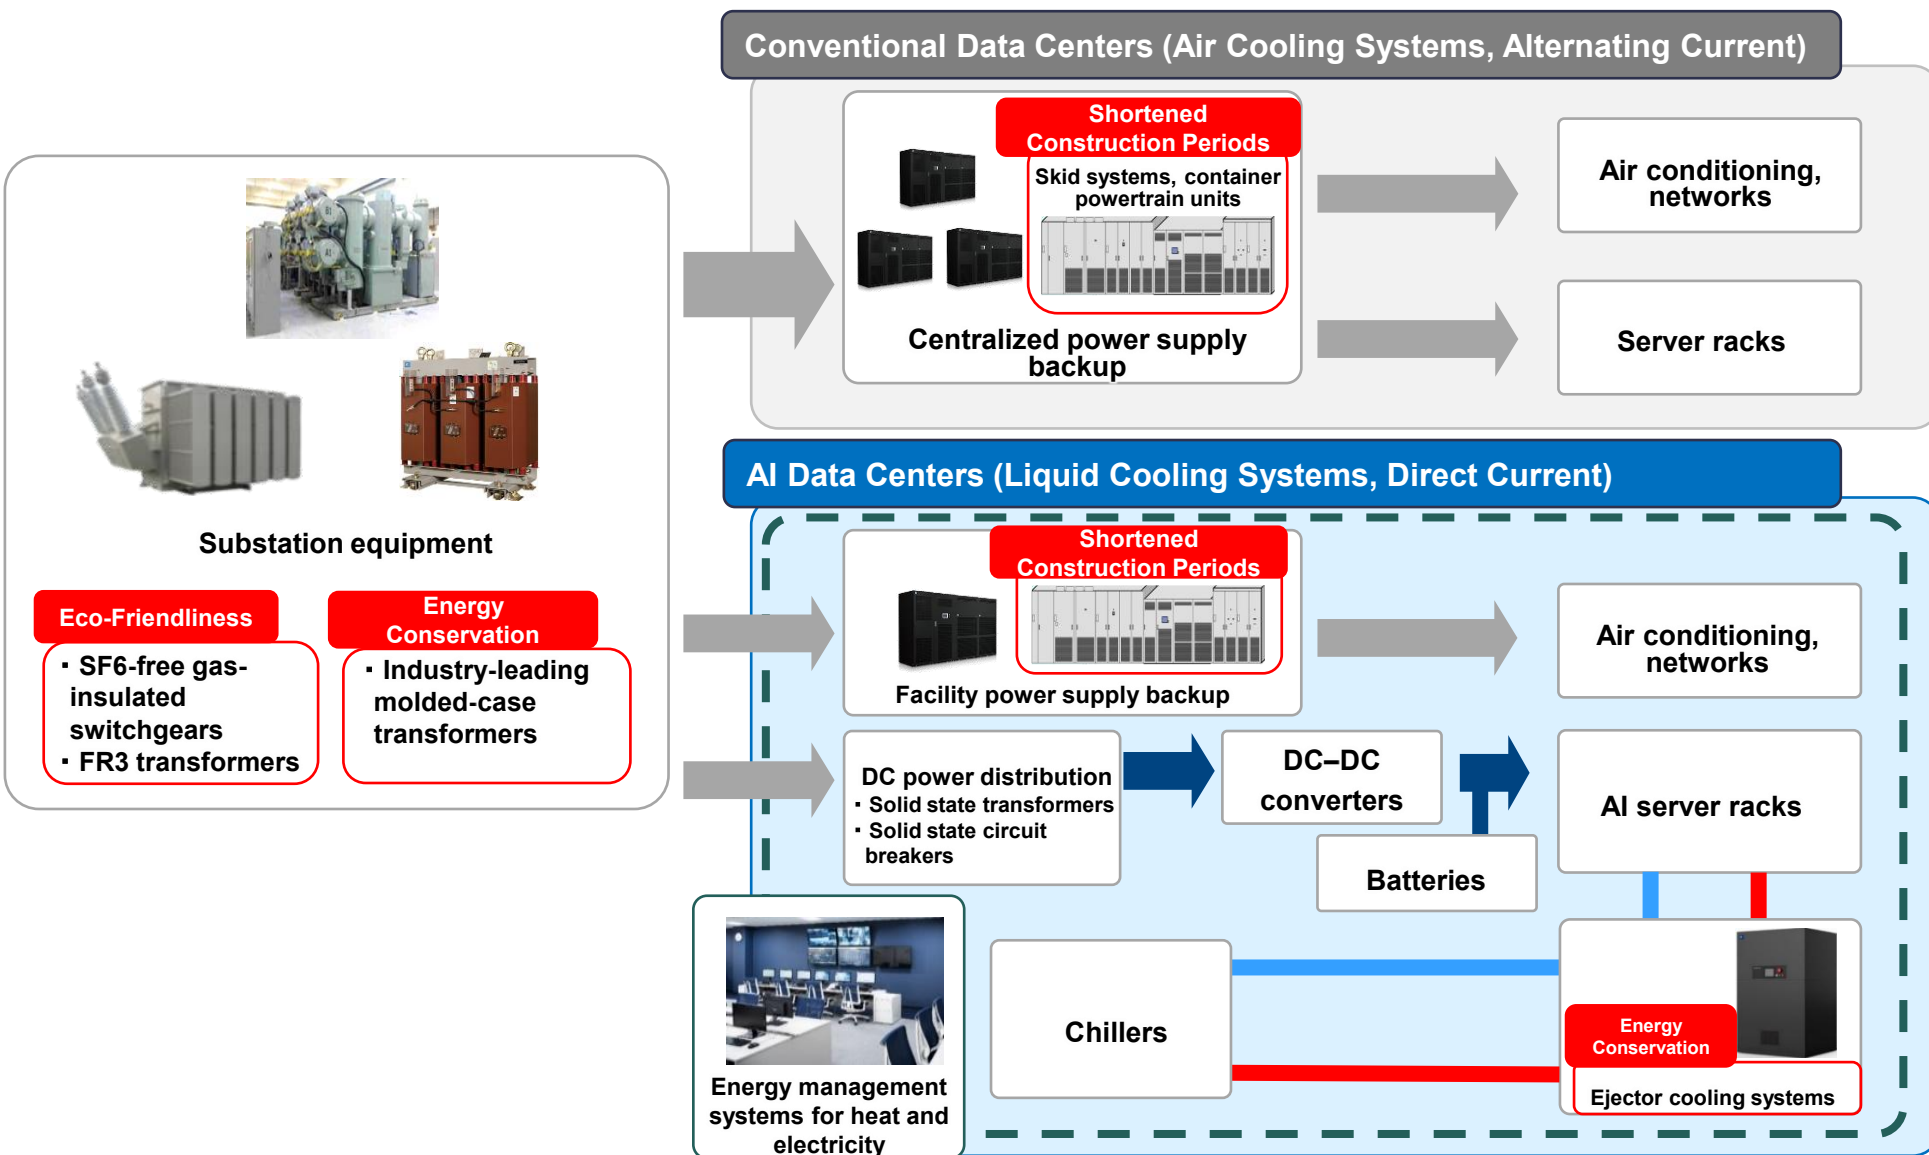 Conventional Data Centers (Air Cooling Systems, Alternating Current)
Shortened
Construction Periods
Skid systems, container
powertrain units
Centralized power supply
backup
Air conditioning,
networks
Server racks
Substation equipment
Eco-Friendliness
・SF6-free gas-
insulated
switchgears
・FR3 transformers
Energy
Conservation
・Industry-leading
molded-case
transformers
AI Data Centers (Liquid Cooling Systems, Direct Current)
Shortened
Construction Periods
Facility power supply backup
Air conditioning,
networks
DC power distribution
・Solid state transformers
・Solid state circuit
breakers
DC–DC
converters
Batteries
AI server racks
Energy management
systems for heat and
electricity
Chillers
Energy
Conservation
Ejector cooling systems